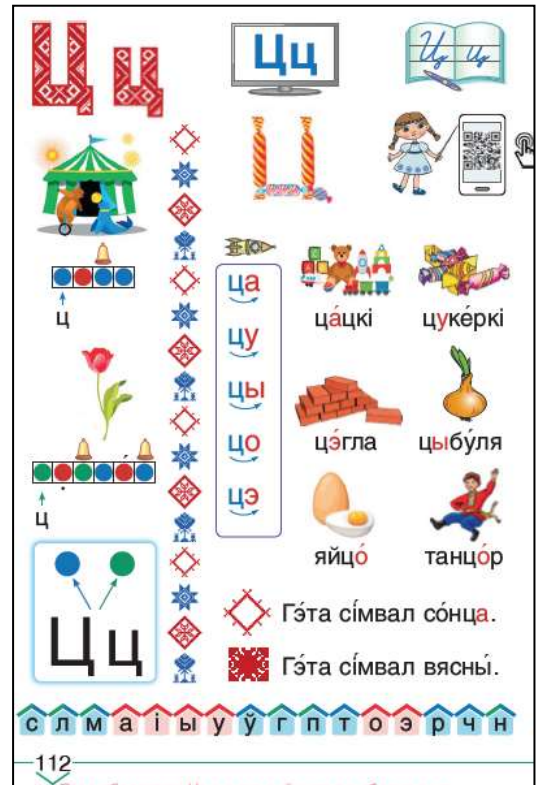 Цц
Цц
Цц
Ц
ц
ц
ца
цу
цы
цо
цэ
ца́цкі
цуке́ркі
цэ́гла
цыбу́ля
яйцо́
танцо́р
Цц
Гэ́та сі́мвал со́нца.
Гэ́та сі́мвал вясны́.
с л м а і ы у ў г п т о э р ч н
112